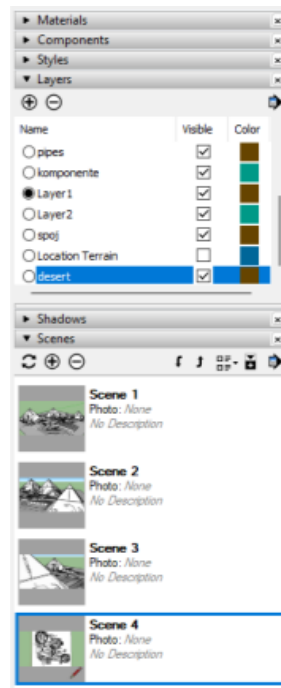 Materials
Components
Styles
Layers
Name Visible Color
pipes
komponente
Layer1
Layer2
spoj
Location Terrain
desert
Shadows
Scenes
Scene 1
Photo: None
No Description
Scene 2
Photo: None
No Description
Scene 3
Photo: None
No Description
Scene 4
Photo: None
No Description